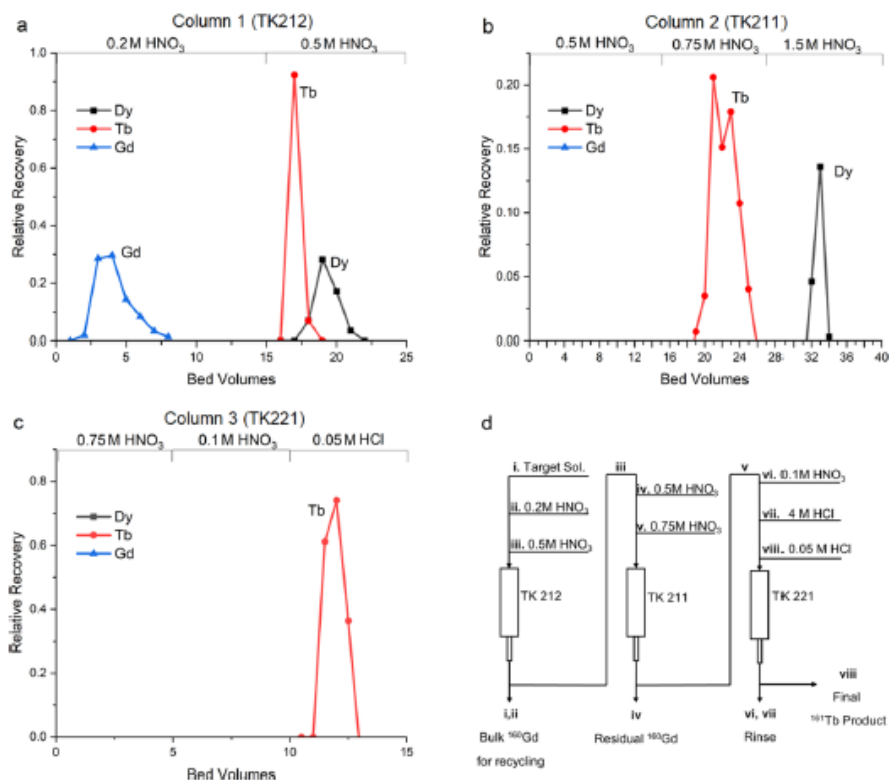 a
Column 1 (TK212)
0.2M HNO₃
0.5M HNO₃
1.0
0.8
0.6
0.4
0.2
0.0
Relative Recovery
Dy
Tb
Gd
Gd
Tb
Dy
0
5
10
15
20
25
Bed Volumes
b
Column 2 (TK211)
0.5M HNO₃
0.75M HNO₃
1.5M HNO₃
0.20
0.15
0.10
0.05
0.00
Relative Recovery
Dy
Tb
Gd
Tb
Dy
0
4
8
12
16
20
24
28
32
36
40
Bed Volumes
c
Column 3 (TK221)
0.75M HNO₃
0.1M HNO₃
0.05M HCl
0.8
0.6
0.4
0.2
0.0
Relative Recovery
Dy
Tb
Gd
Tb
0
5
10
15
Bed Volumes
d
i. Target Sol.
ii. 0.2M HNO₃
iii. 0.5M HNO₃
TK 212
i,ii
Bulk ¹⁶⁰Gd
for recycling
iii
iv. 0.5M HNO₃
v. 0.75M HNO₃
TK 211
iv
Residual ¹⁶⁰Gd
v
vi. 0.1M HNO₃
vii. 4 M HCl
viii. 0.05 M HCl
TK 221
vi, vii
Rinse
viii
Final
¹⁶¹Tb Product